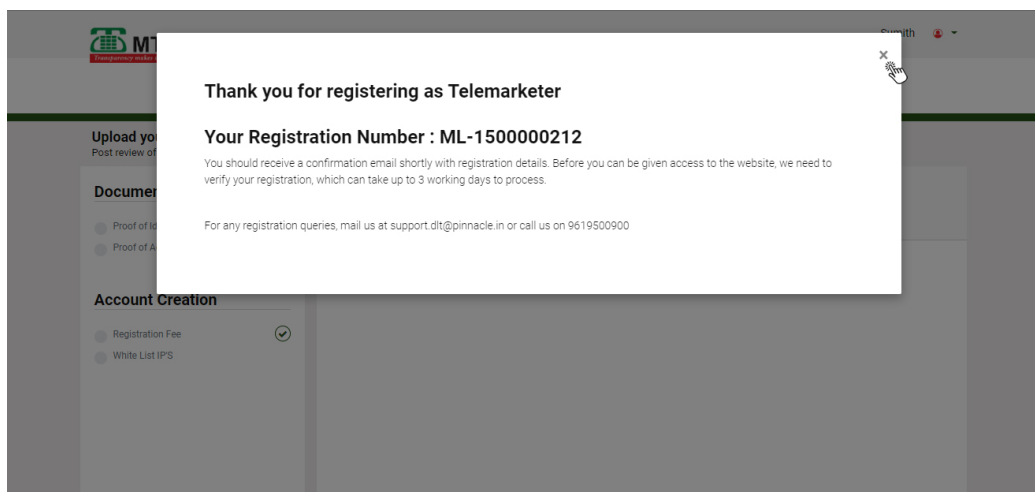 MT
Sumith
Transparency makes
×
Thank you for registering as Telemarketer
Your Registration Number : ML-1500000212
You should receive a confirmation email shortly with registration details. Before you can be given access to the website, we need to
verify your registration, which can take up to 3 working days to process.
For any registration queries, mail us at support.dlt@pinnacle.in or call us on 9619500900
Upload yo
Post review of
Documen
Proof of Id
Proof of A
Account Creation
Registration Fee
White List IP'S